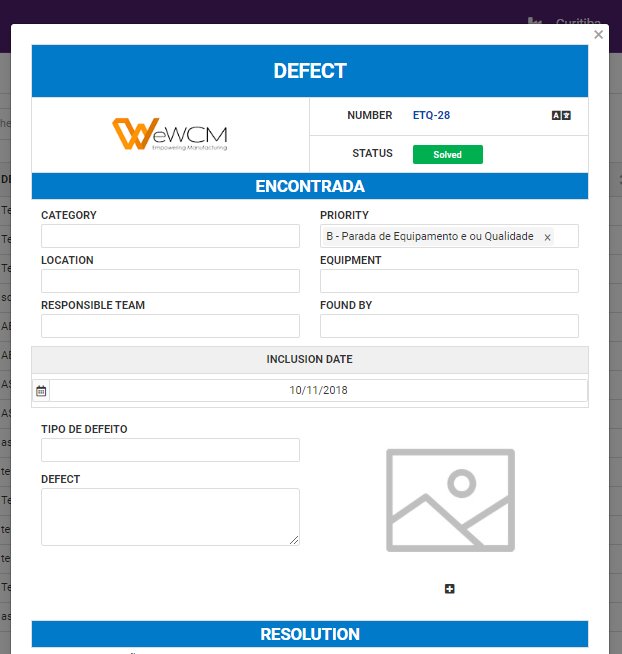 Curitiba
×
DEFECT
WeWCM
Empowering Manufacturing
NUMBER ETQ-28
STATUS Solved
ENCONTRADA
CATEGORY PRIORITY
B - Parada de Equipamento e ou Qualidade ×
LOCATION EQUIPMENT
RESPONSIBLE TEAM FOUND BY
INCLUSION DATE
10/11/2018
TIPO DE DEFEITO
DEFECT
RESOLUTION